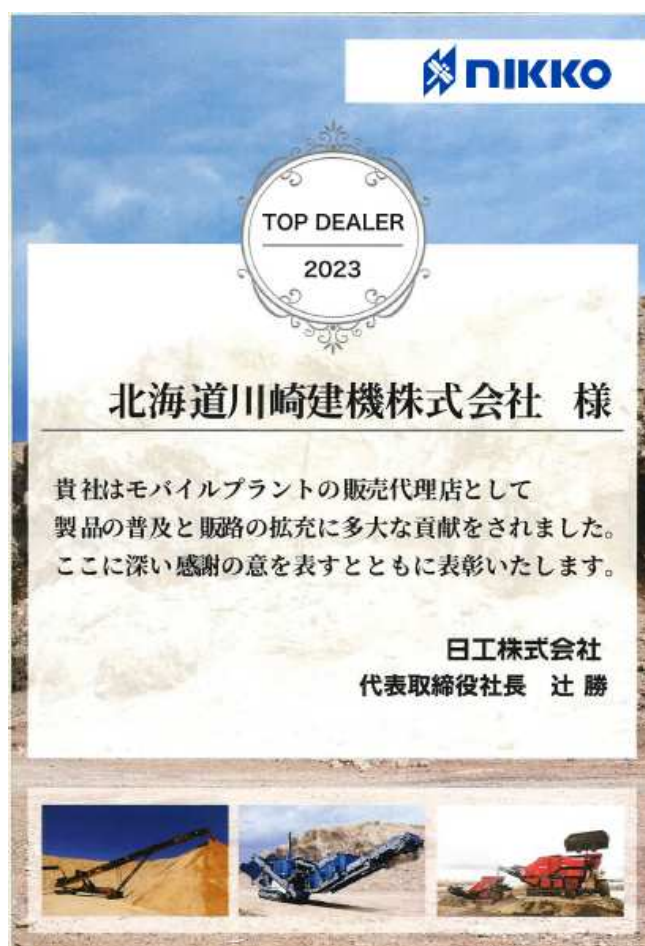 NIKKO
TOP DEALER
2023
北海道川崎建機株式会社 様
貴社はモバイルプラントの販売代理店として
製品の普及と販路の拡充に多大な貢献をされました。
ここに深い感謝の意を表すとともに表彰いたします。
日工株式会社
代表取締役社長 辻 勝